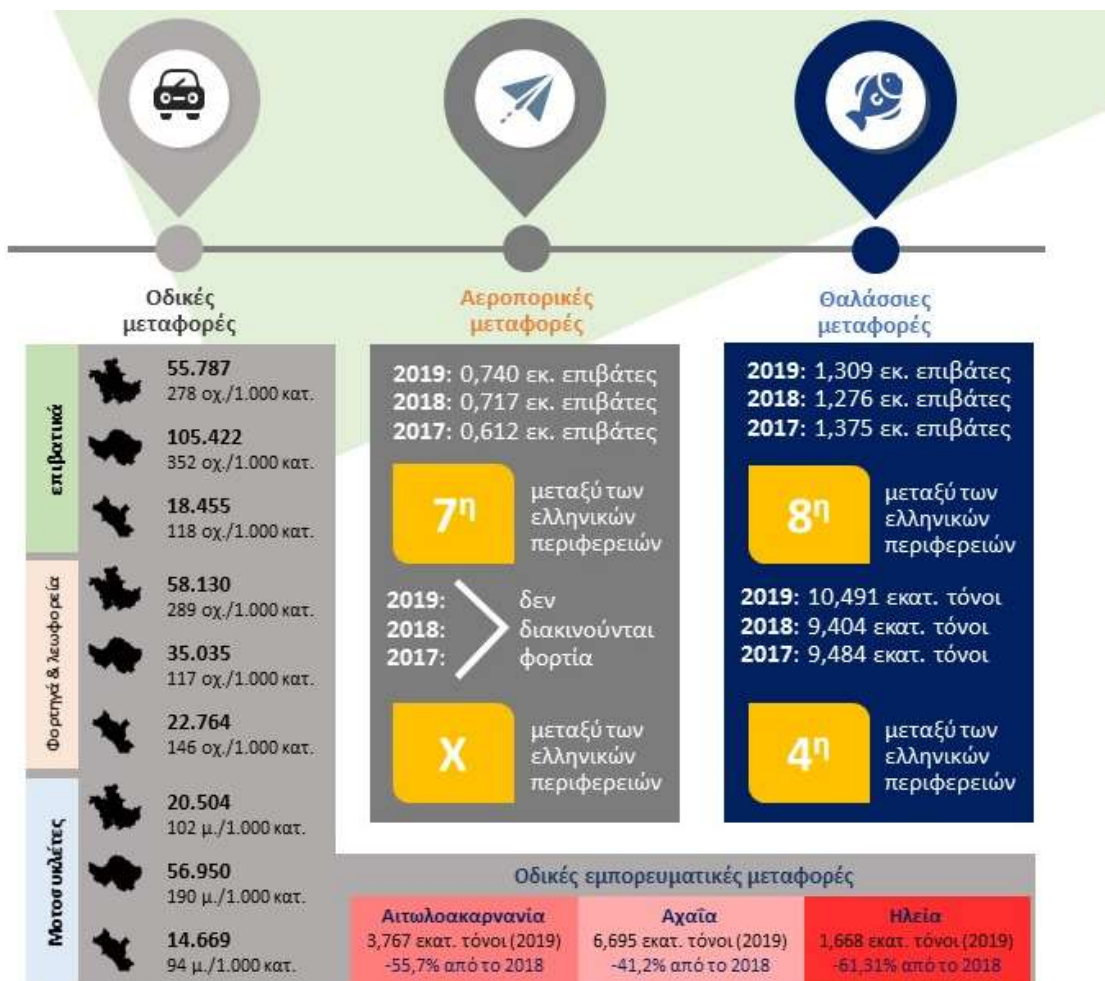 Οδικές
μεταφορές
επιβατικά
55.787
278 οχ./1.000 κατ.
105.422
352 οχ./1.000 κατ.
18.455
118 οχ./1.000 κατ.
Φορτηγά & λεωφορεία
58.130
289 οχ./1.000 κατ.
35.035
117 οχ./1.000 κατ.
22.764
146 οχ./1.000 κατ.
Μοτοσυκλέτες
20.504
102 μ./1.000 κατ.
56.950
190 μ./1.000 κατ.
14.669
94 μ./1.000 κατ.
Αεροπορικές
μεταφορές
2019: 0,740 εκ. επιβάτες
2018: 0,717 εκ. επιβάτες
2017: 0,612 εκ. επιβάτες
7η
μεταξύ των
ελληνικών
περιφερειών
2019: δεν
2018: διακινούνται
2017: φορτία
X
μεταξύ των
ελληνικών
περιφερειών
Θαλάσσιες
μεταφορές
2019: 1,309 εκ. επιβάτες
2018: 1,276 εκ. επιβάτες
2017: 1,375 εκ. επιβάτες
8η
μεταξύ των
ελληνικών
περιφερειών
2019: 10,491 εκατ. τόνοι
2018: 9,404 εκατ. τόνοι
2017: 9,484 εκατ. τόνοι
4η
μεταξύ των
ελληνικών
περιφερειών
Οδικές εμπορευματικές μεταφορές
Αιτωλοακαρνανία
3,767 εκατ. τόνοι (2019)
-55,7% από το 2018
Αχαΐα
6,695 εκατ. τόνοι (2019)
-41,2% από το 2018
Ηλεία
1,668 εκατ. τόνοι (2019)
-61,31% από το 2018